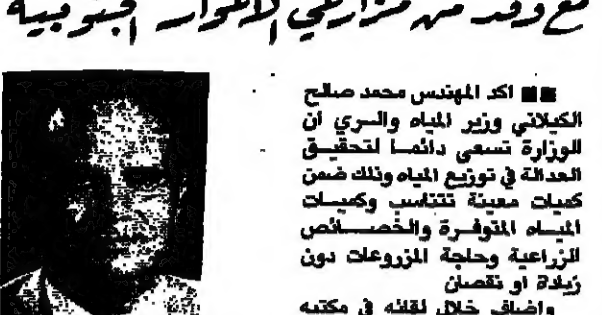 مع وفد من مزارعي الاغوار الجنوبية
اكد المهندس محمد صالح
الكيلاني وزير المياه والسري ان
الوزارة تسعى دائما لتحقيق
العدالة في توزيع المياه وذلك ضمن
كميات معينة تتناسب وكميات
المياه المتوفرة والخصائص
الزراعية وحاجة المزروعات دون
زيادة او نقصان
واضاف خلال لقائه في مكتبه